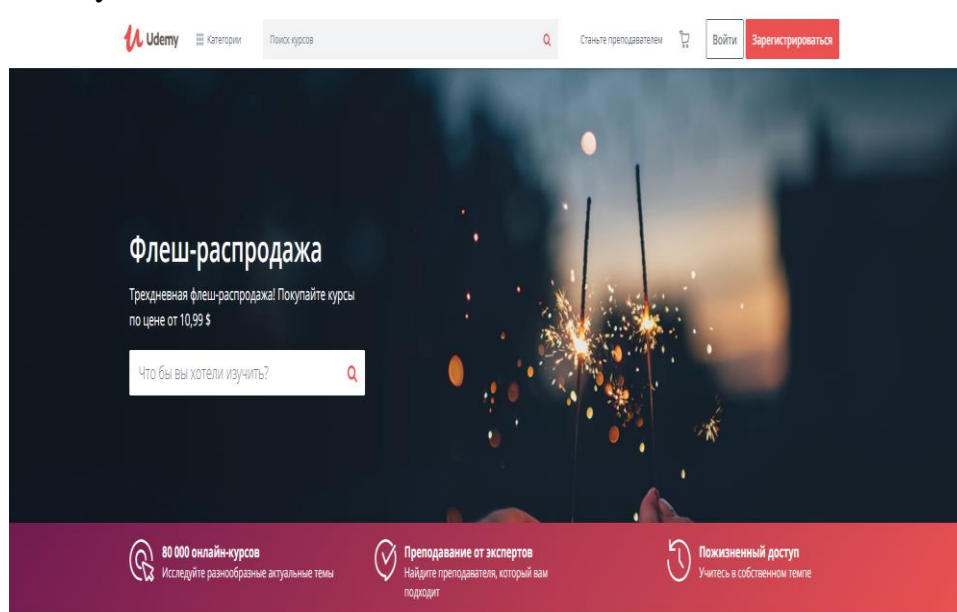 Udemy
Категории
Поиск курсов
Станьте преподавателем
Войти
Зарегистрироваться
Флеш-распродажа
Трехдневная флеш-распродажа! Покупайте курсы
по цене от 10,99 $
Что бы вы хотели изучить?
80 000 онлайн-курсов
Исследуйте разнообразные актуальные темы
Преподавание от экспертов
Найдите преподавателя, который вам
подходит
Пожизненный доступ
Учитесь в собственном темпе